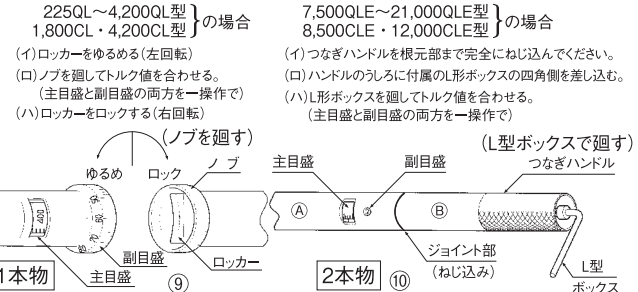 225QL～4,200QL型
1,800CL・4,200CL型
}の場合
(イ)ロッカーをゆるめる(左回転)
(ロ)ノブを廻してトルク値を合わせる。
(主目盛と副目盛の両方を一操作で)
(ハ)ロッカーをロックする(右回転)
(ノブを廻す)
ゆるめ ロック ノブ
400
副目盛
主目盛
ロッカー
1本物 ⑨
7,500QLE～21,000QLE型
8,500CLE・12,000CLE型
}の場合
(イ)つなぎハンドルを根元部まで完全にねじ込んでください。
(ロ)ハンドルのうしろに付属のL形ボックスの四角側を差し込む。
(ハ)L形ボックスを廻してトルク値を合わせる。
(主目盛と副目盛の両方を一操作で)
(L型ボックスで廻す)
主目盛 副目盛 つなぎハンドル
Ⓐ Ⓑ
ジョイント部
(ねじ込み)
L型
ボックス
2本物 ⑩